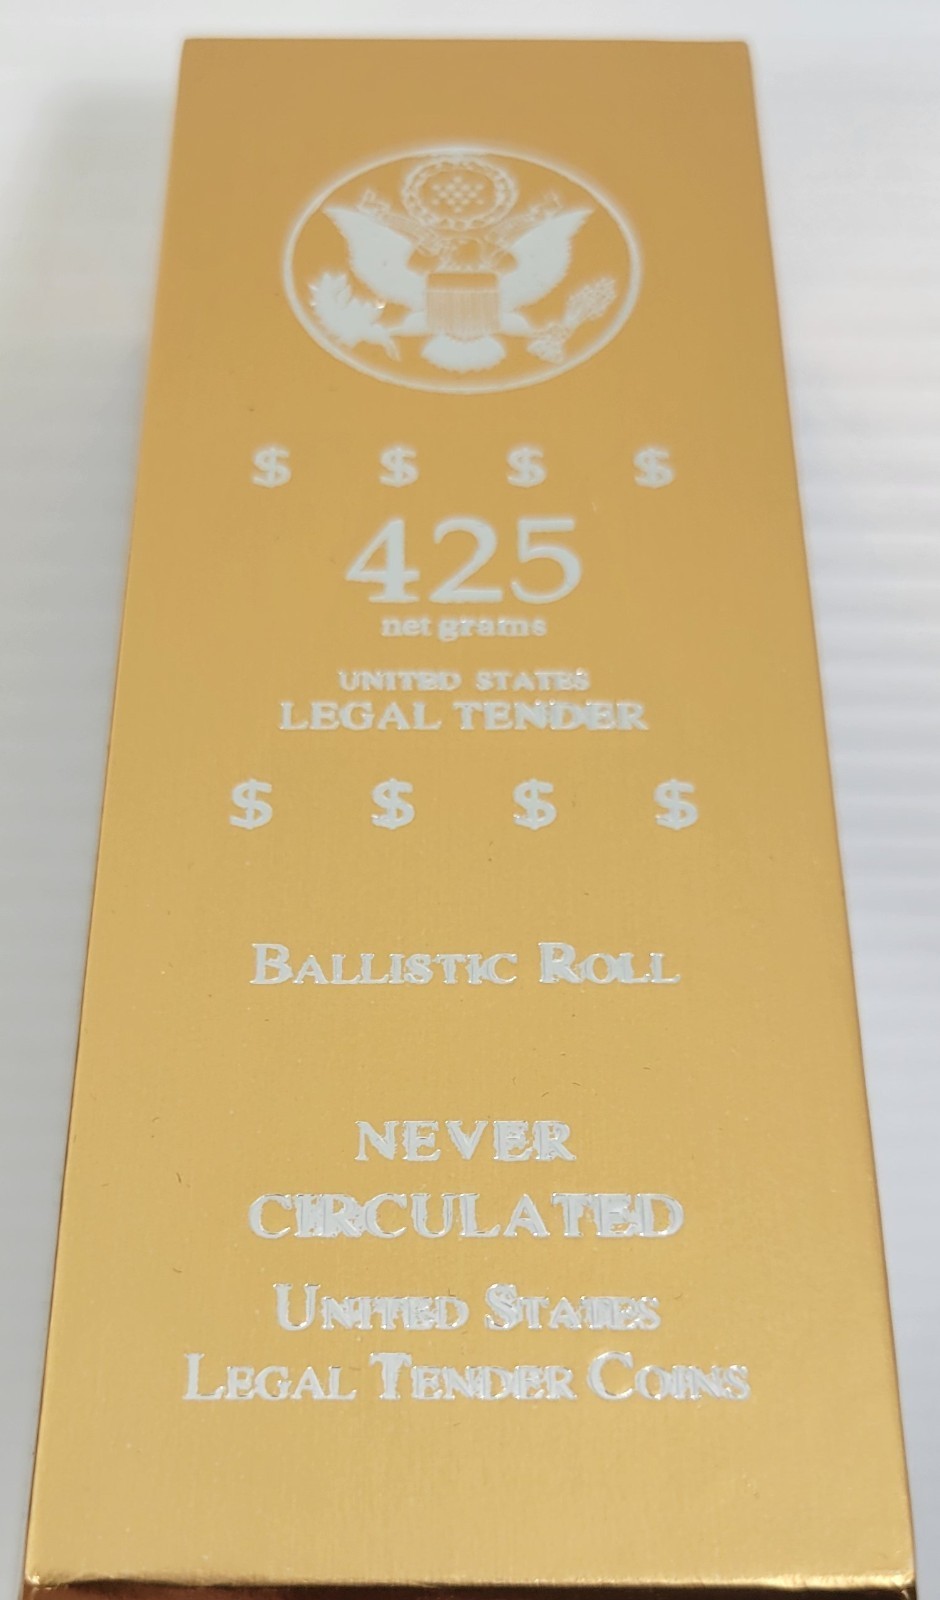 $ $ $ $
425
net grams
UNITED STATES
LEGAL TENDER
$ $ $ $
BALLISTIC ROLL
NEVER
CIRCULATED
UNITED STATES
LEGAL TENDER COINS